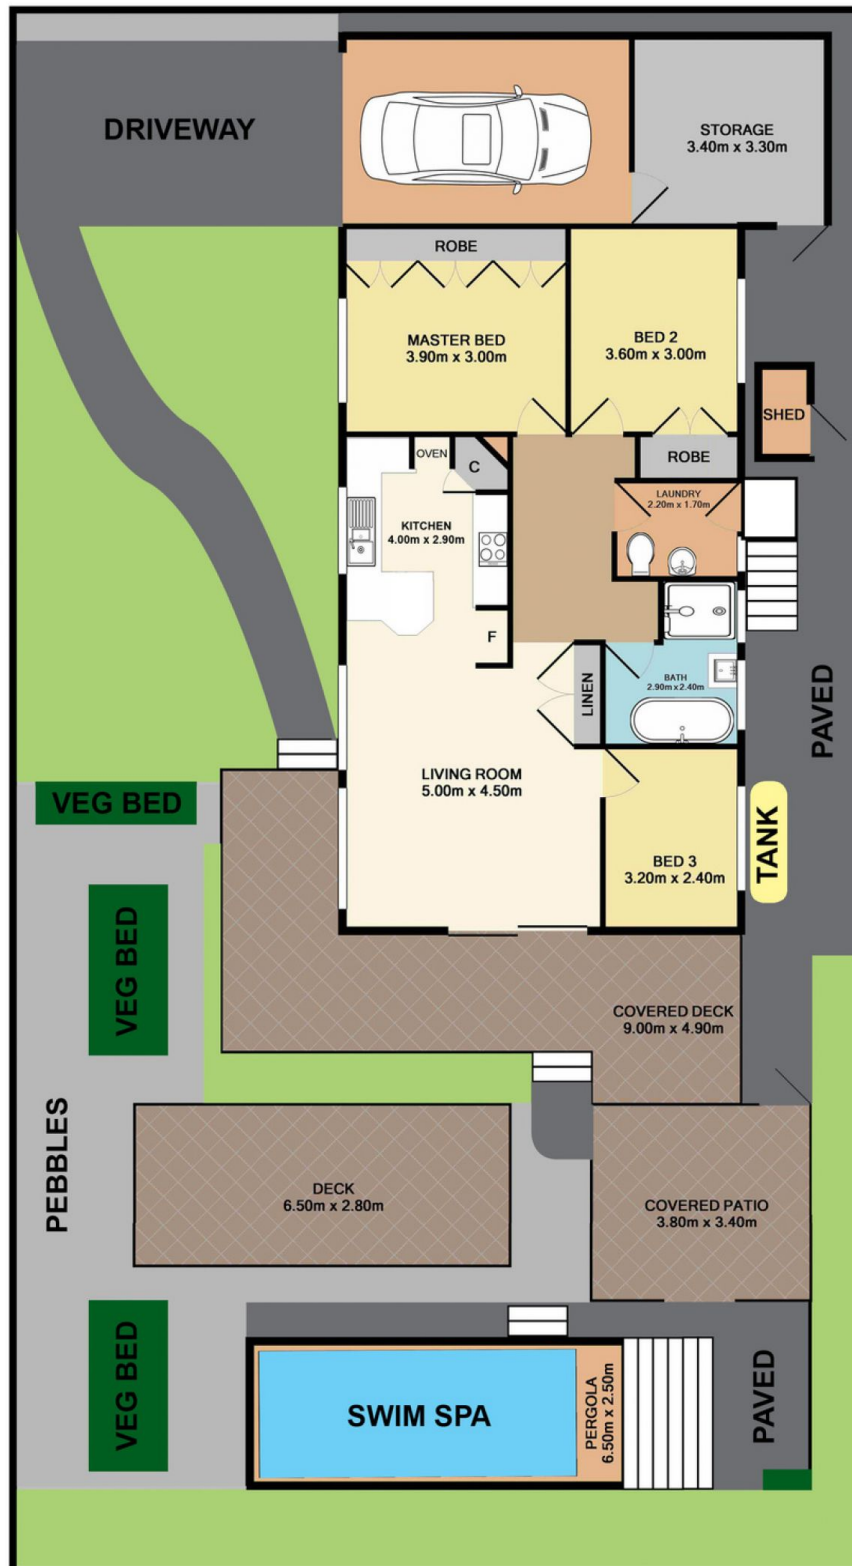 DRIVEWAY
STORAGE
3.40m x 3.30m
ROBE
MASTER BED
3.90m x 3.00m
BED 2
3.60m x 3.00m
SHED
OVEN
C
ROBE
LAUNDRY
2.20m x 1.70m
KITCHEN
4.00m x 2.90m
F
BATH
2.90m x 2.40m
LINEN
PAVED
LIVING ROOM
5.00m x 4.50m
VEG BED
BED 3
3.20m x 2.40m
TANK
VEG BED
COVERED DECK
9.00m x 4.90m
PEBBLES
DECK
6.50m x 2.80m
COVERED PATIO
3.80m x 3.40m
VEG BED
SWIM SPA
PERGOLA
6.50m x 2.50m
PAVED